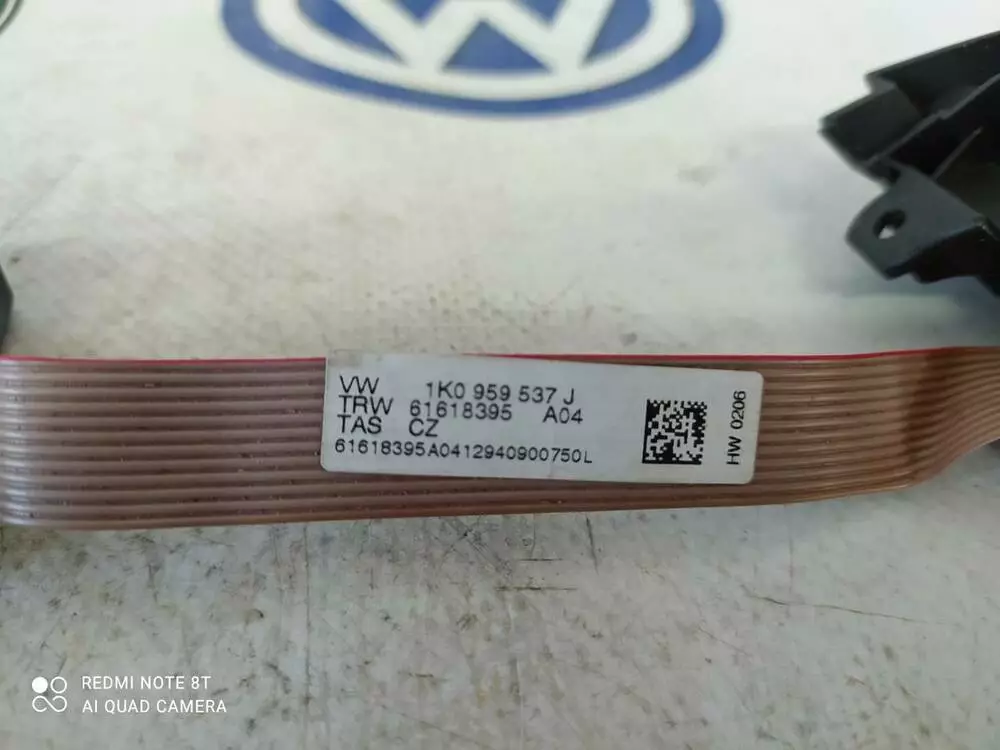 VW 1K0 959 537 J
TRW 61618395 A04
TAS CZ
61618395A0412940900750L
HW 0206
REDMI NOTE 8T
AI QUAD CAMERA